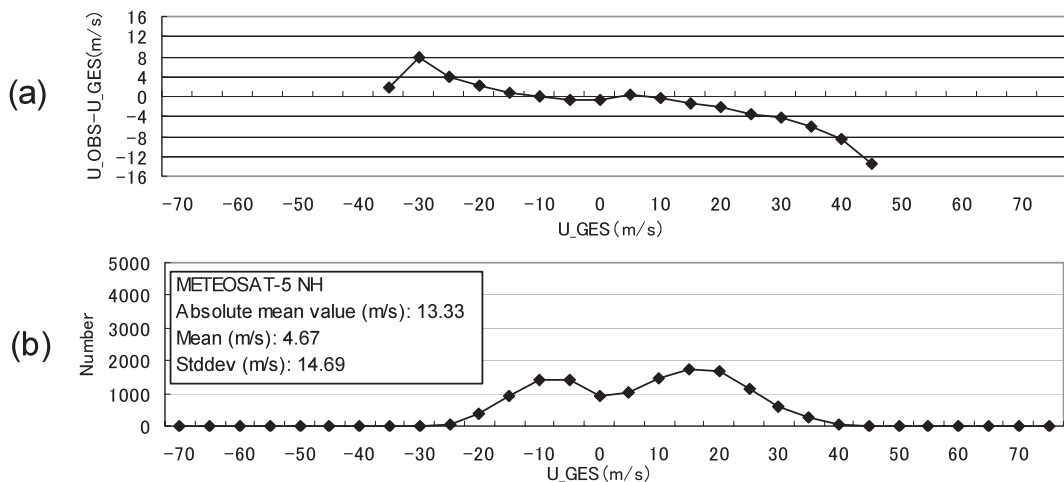 (a)
U_OBS−U_GES(m/s)
16
12
8
4
0
−4
−8
−12
−16
−70 −60 −50 −40 −30 −20 −10 0 10 20 30 40 50 60 70
U_GES(m/s)
(b)
Number
5000
4000
3000
2000
1000
0
METEOSAT-5 NH
Absolute mean value (m/s): 13.33
Mean (m/s): 4.67
Stddev (m/s): 14.69
−70 −60 −50 −40 −30 −20 −10 0 10 20 30 40 50 60 70
U_GES(m/s)